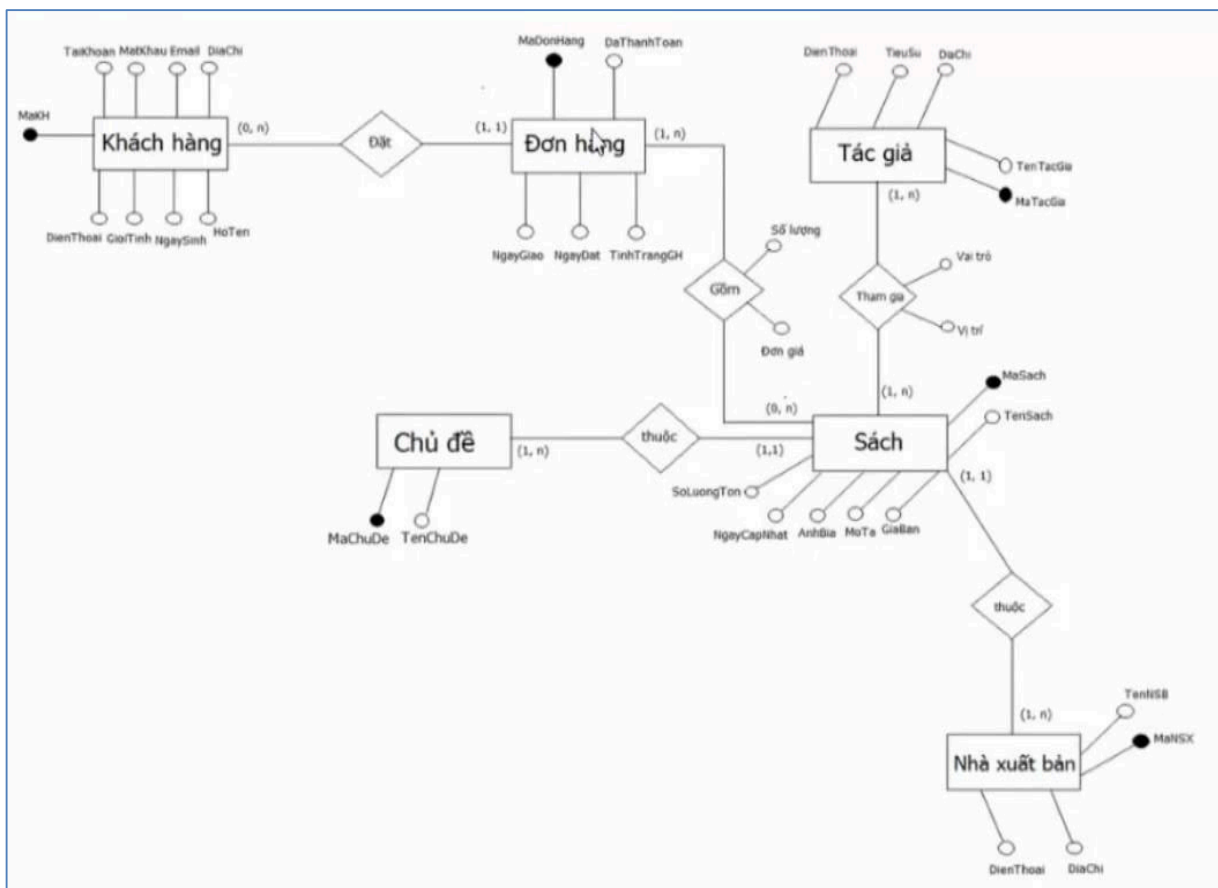 TaiKhoan MatKhau Email DiaChi
MaKH
Khách hàng
(0, n)
DienThoai GioiTinh NgaySinh HoTen
Đặt
MaDonHang DaThanhToan
(1, 1)
Đơn hàng
(1, n)
NgayGiao NgayDat TinhTrangGH
DienThoai TieuSu DaChi
Tác giả
TenTacGia
MaTacGia
(1, n)
Số lượng
Gồm
Đơn giá
Vai trò
Tham gia
Vị trí
(0, n)
(1, n)
MaSach
TenSach
Chủ đề
(1, n)
thuộc
(1,1)
Sách
(1, 1)
MaChuDe TenChuDe
SoLuongTon
NgayCapNhat AnhBia MoTa GiaBan
thuộc
(1, n)
TenNSB
MaNSX
Nhà xuất bản
DienThoai DiaChi